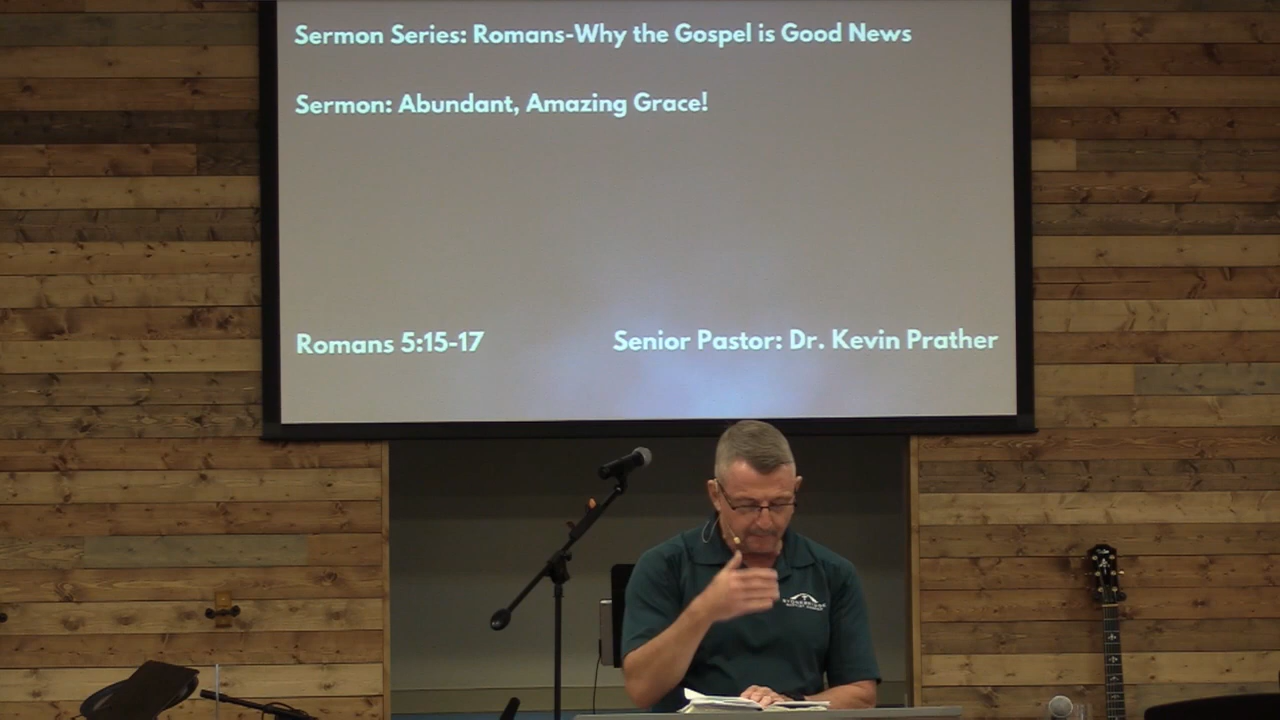 Sermon Series: Romans-Why the Gospel is Good News
Sermon: Abundant, Amazing Grace!
Romans 5:15-17
Senior Pastor: Dr. Kevin Prather